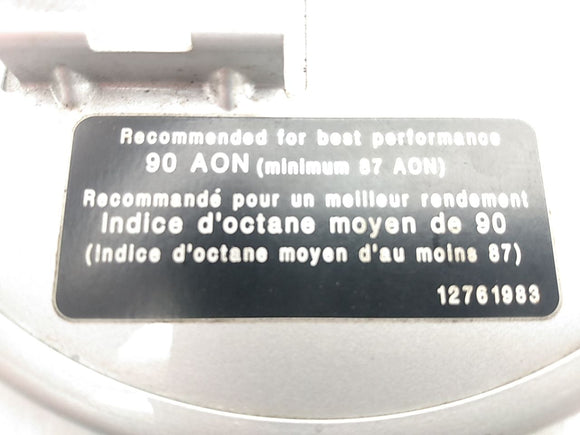 Recommended for best performance
90 AON (minimum 87 AON)
Recommandé pour un meilleur rendement
Indice d'octane moyen de 90
(Indice d'octane moyen d'au moins 87)
12761983